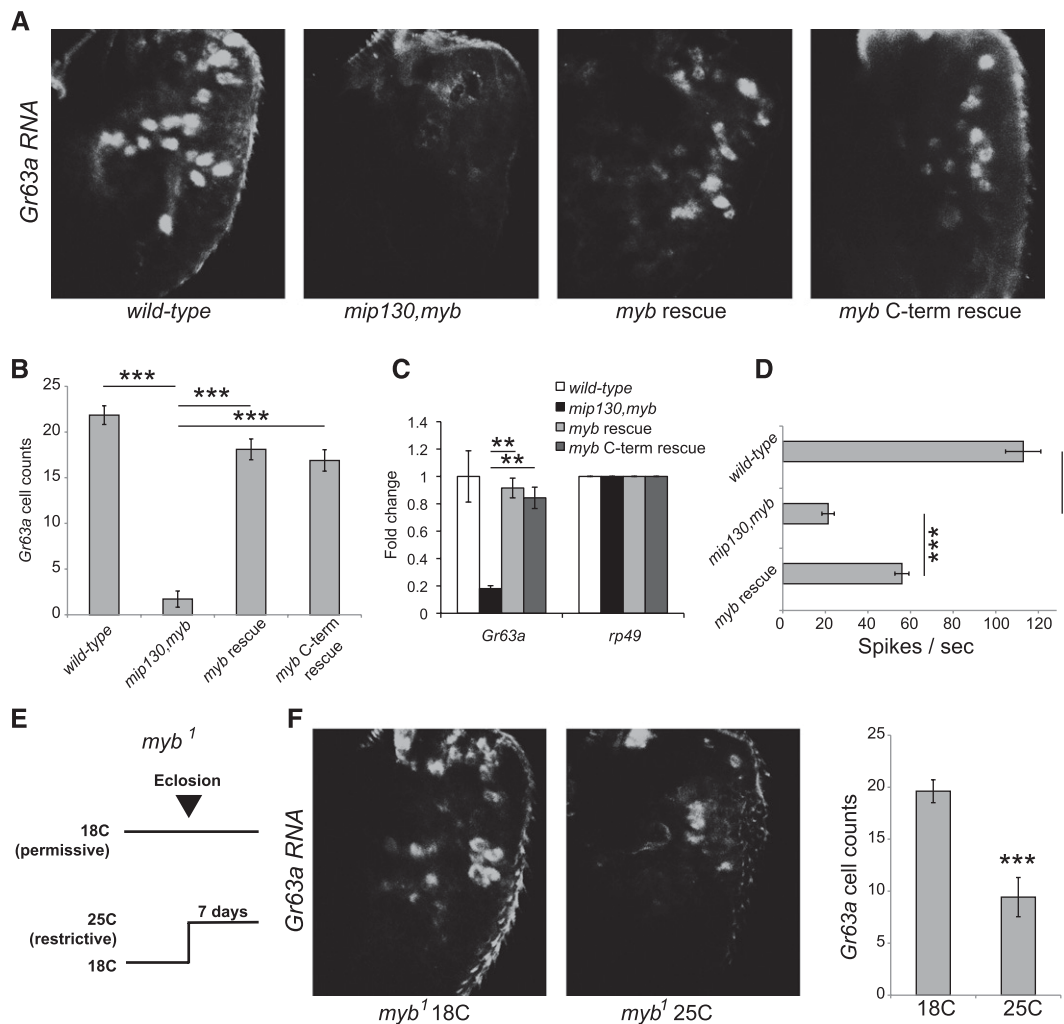 A
Gr63a RNA
wild-type
mip130,myb
myb rescue
myb C-term rescue
B
Gr63a cell counts
25
20
15
10
5
0
***
***
***
wild-type
mip130,myb
myb rescue
myb C-term
rescue
C
wild-type
mip130,myb
myb rescue
myb C-term rescue
Fold change
1.4
1.2
1
0.8
0.6
0.4
0.2
0
**
**
Gr63a
rp49
D
wild-type
mip130,myb
myb rescue
***
0 20 40 60 80 100 120
Spikes / sec
E
myb1
Eclosion
18C
(permissive)
25C
(restrictive)
7 days
18C
F
Gr63a RNA
myb1 18C
myb1 25C
Gr63a cell counts
25
20
15
10
5
0
***
18C
25C